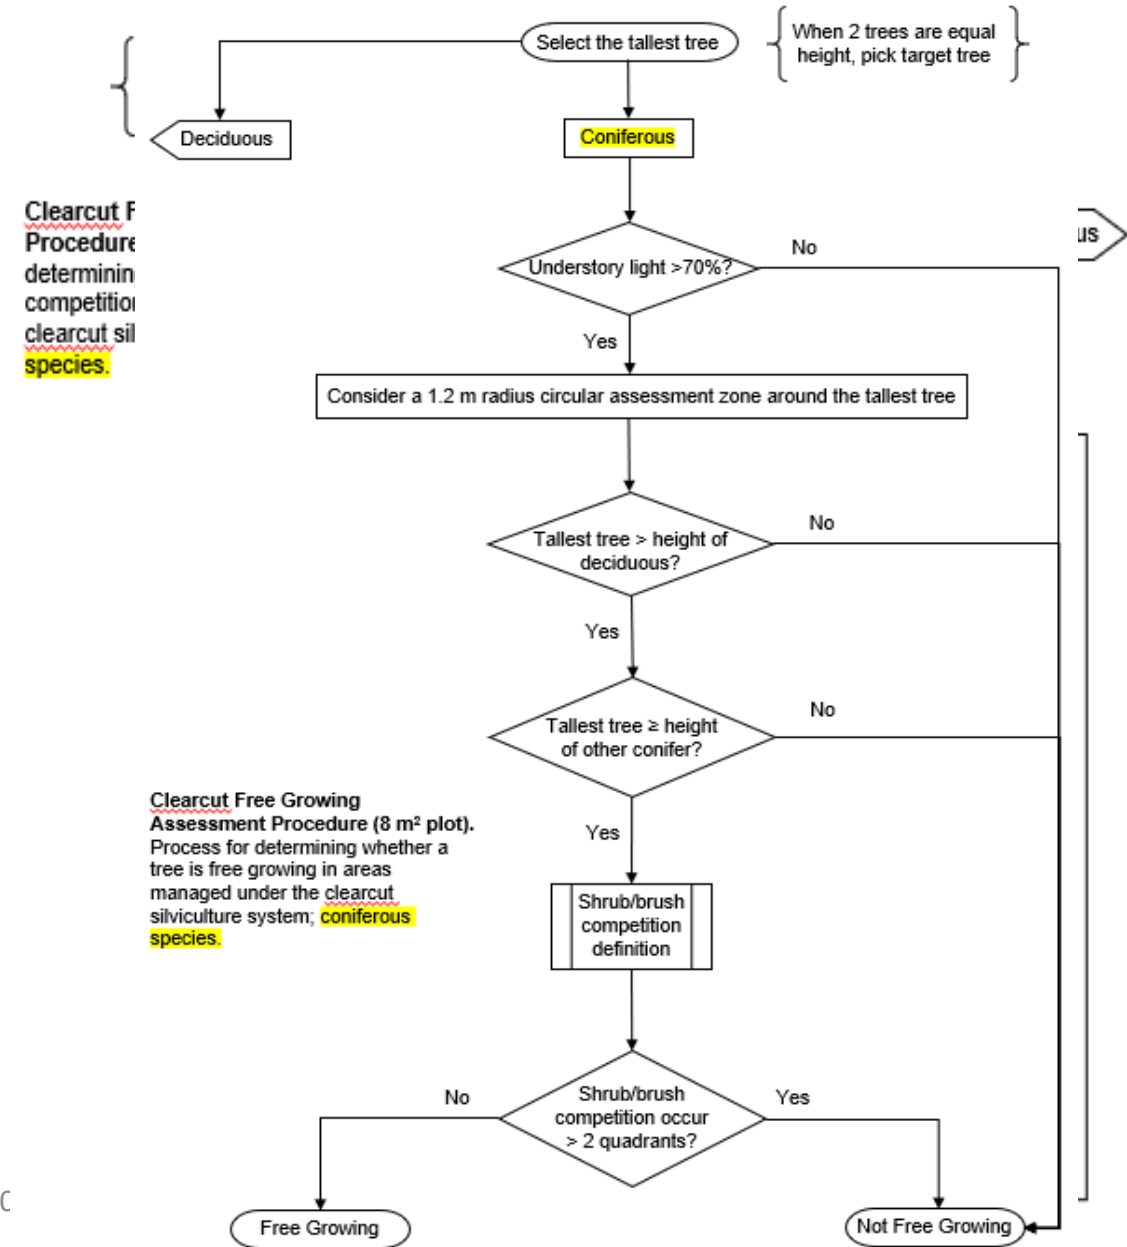 Select the tallest tree
When 2 trees are equal
height, pick target tree
Deciduous
Coniferous
Clearcut F
Procedure
determinin
competition
clearcut sil
species.
us
Understory light >70%?
No
Yes
Consider a 1.2 m radius circular assessment zone around the tallest tree
Tallest tree > height of
deciduous?
No
Yes
Tallest tree ≥ height
of other conifer?
No
Clearcut Free Growing
Assessment Procedure (8 m² plot).
Process for determining whether a
tree is free growing in areas
managed under the clearcut
silviculture system; coniferous
species.
Yes
Shrub/brush
competition
definition
No
Shrub/brush
competition occur
> 2 quadrants?
Yes
Free Growing
Not Free Growing